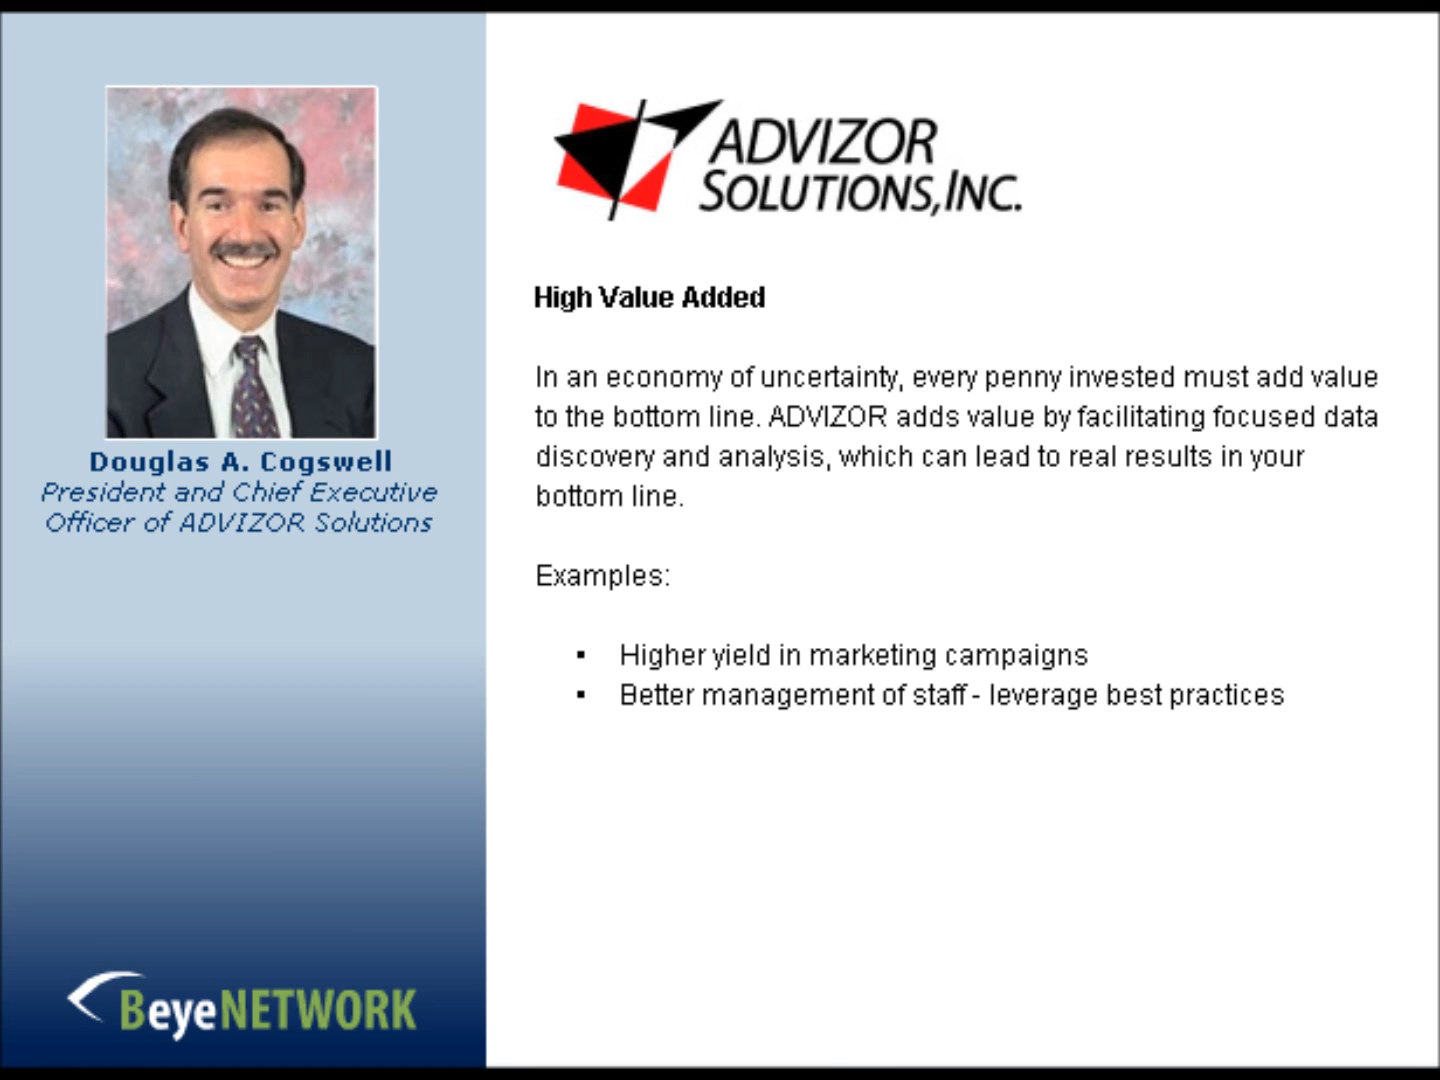 Douglas A. Cogswell
President and Chief Executive
Officer of ADVIZOR Solutions
BeyeNETWORK
ADVIZOR
SOLUTIONS, INC.
High Value Added
In an economy of uncertainty, every penny invested must add value
to the bottom line. ADVIZOR adds value by facilitating focused data
discovery and analysis, which can lead to real results in your
bottom line.
Examples:
▪ Higher yield in marketing campaigns
▪ Better management of staff - leverage best practices